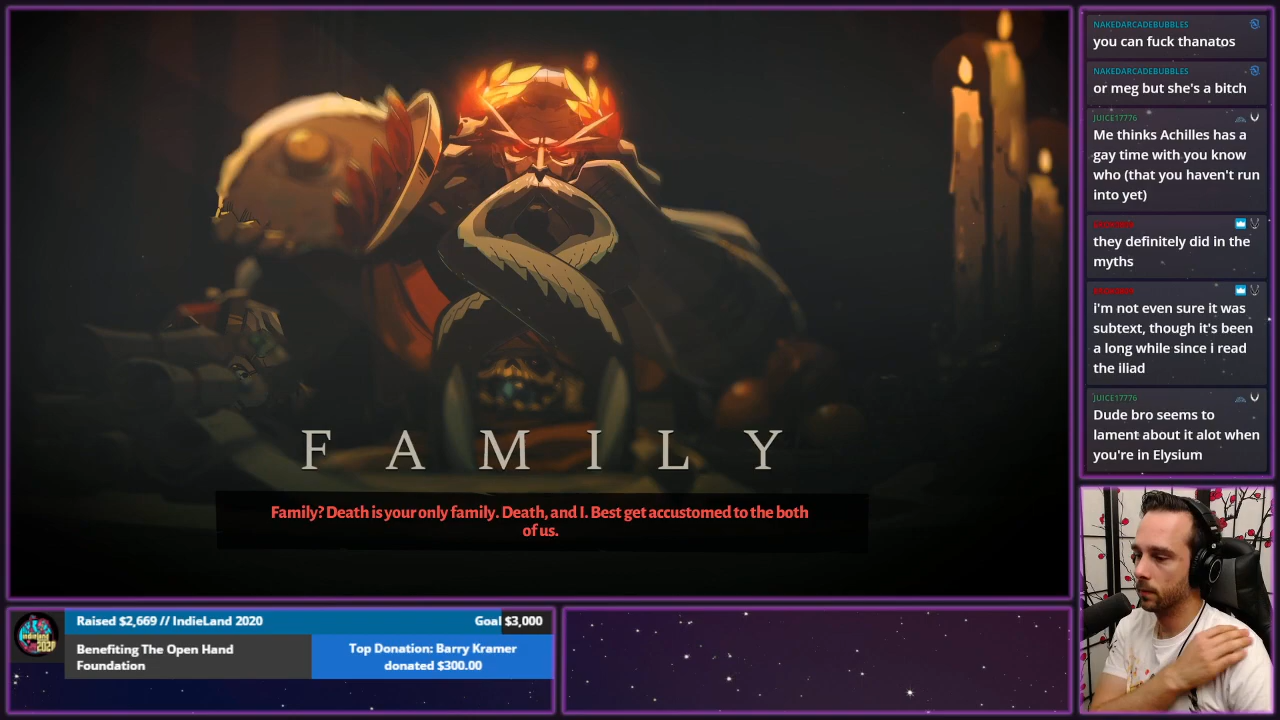 F A M I L Y
Family? Death is your only family. Death, and I. Best get accustomed to the both
of us.
Raised $2,669 // IndieLand 2020
Goal $3,000
Benefiting The Open Hand
Foundation
Top Donation: Barry Kramer
donated $300.00
NAKEDARCADEBUBBLES
you can fuck thanatos
NAKEDARCADEBUBBLES
or meg but she's a bitch
JUICE17776
Me thinks Achilles has a
gay time with you know
who (that you haven't run
into yet)
they definitely did in the
myths
i'm not even sure it was
subtext, though it's been
a long while since i read
the iliad
JUICE17776
Dude bro seems to
lament about it alot when
you're in Elysium